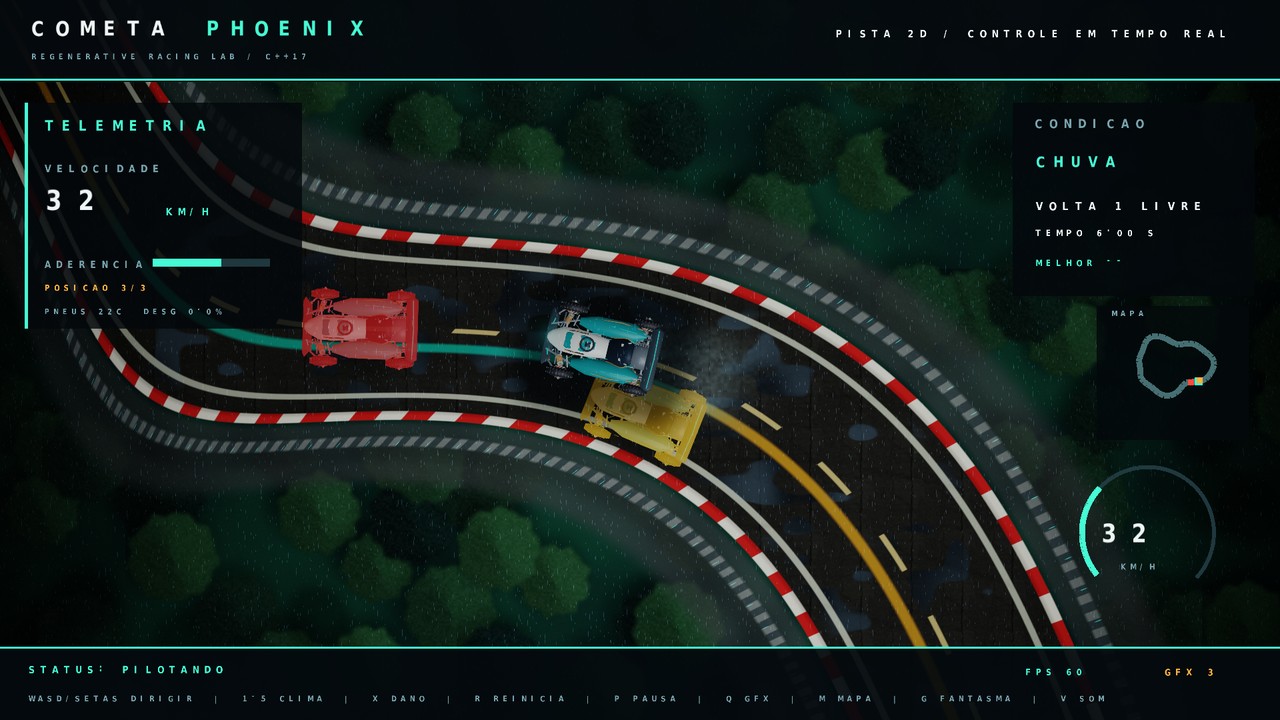 COMETA PHOENIX
REGENERATIVE RACING LAB / C++17
PISTA 2D / CONTROLE EM TEMPO REAL
TELEMETRIA
VELOCIDADE
32 KM/H
ADERENCIA
POSICAO 3/3
PNEUS 22C DESG 0'0%
CONDICAO
CHUVA
VOLTA 1 LIVRE
TEMPO 6'00 S
MELHOR --
MAPA
32
KM/H
STATUS: PILOTANDO
FPS 60 GFX 3
WASD/SETAS DIRIGIR | 1-5 CLIMA | X DANO | R REINICIA | P PAUSA | Q GFX | M MAPA | G FANTASMA | V SOM